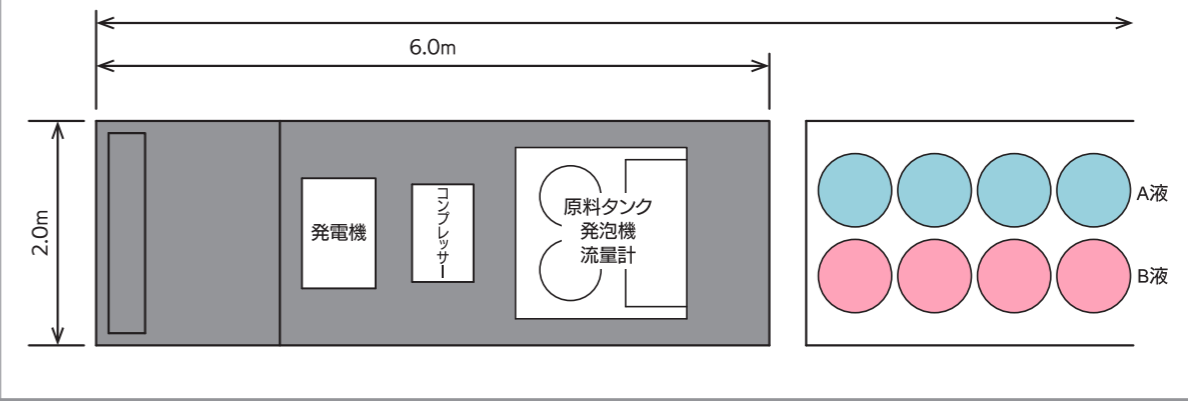 6.0m
2.0m
発電機
コンプレッサー
原料タンク
発泡機
流量計
A液
B液